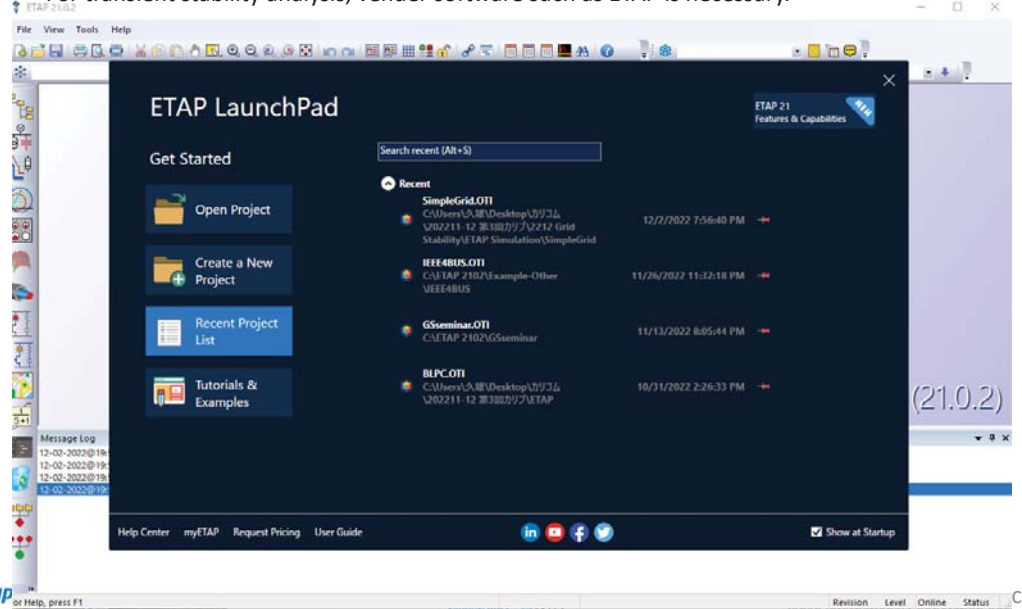 For transient stability analysis, vender software such as ETAP is necessary.
ETAP 21.0.2
File View Tools Help
ETAP LaunchPad
ETAP 21
Features & Capabilities
NEW
Get Started
Search recent (Alt+S)
Open Project
Create a New
Project
Recent Project
List
Tutorials &
Examples
Recent
SimpleGrid.OTI
C:\Users\久雄\Desktop\カリコム
\202211-12 第3回カリブ\2212 Grid
Stability\ETAP Simulation\SimpleGrid
12/2/2022 7:56:40 PM
IEEE4BUS.OTI
C:\ETAP 2102\Example-Other
\IEEE4BUS
11/26/2022 11:32:18 PM
GSseminar.OTI
C:\ETAP 2102\GSseminar
11/13/2022 8:05:44 PM
BLPC.OTI
C:\Users\久雄\Desktop\カリコム
\202211-12 第3回カリブ\ETAP
10/31/2022 2:26:33 PM
(21.0.2)
Message Log
12-02-2022@19:
12-02-2022@19:
12-02-2022@19:
12-02-2022@19:
Help Center myETAP Request Pricing User Guide
Show at Startup
or Help, press F1
Revision Level Online Status